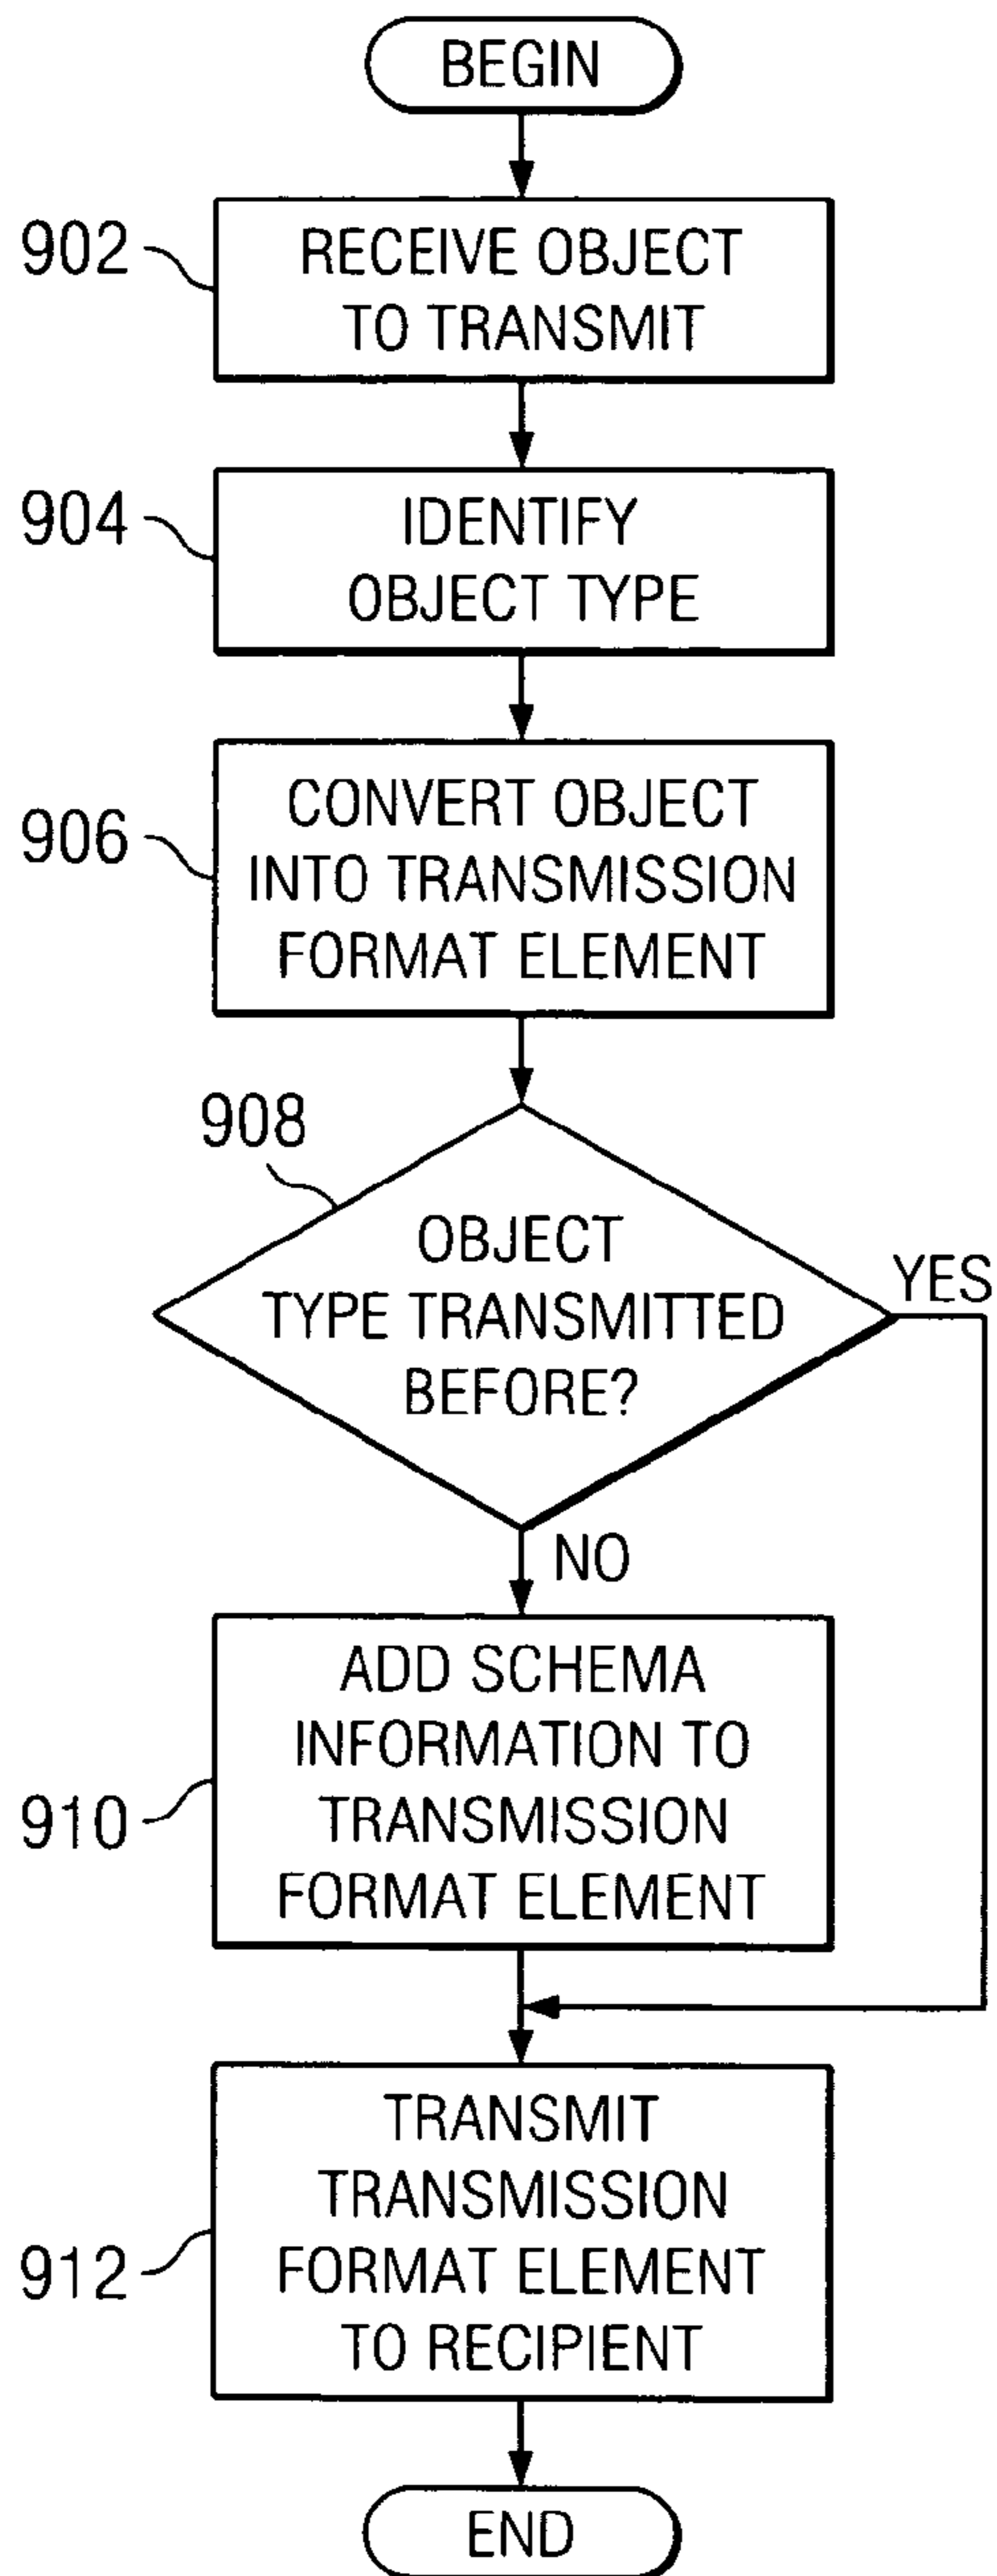 BEGIN
902
RECEIVE OBJECT
TO TRANSMIT
904
IDENTIFY
OBJECT TYPE
906
CONVERT OBJECT
INTO TRANSMISSION
FORMAT ELEMENT
908
OBJECT
TYPE TRANSMITTED
BEFORE?
YES
NO
910
ADD SCHEMA
INFORMATION TO
TRANSMISSION
FORMAT ELEMENT
912
TRANSMIT
TRANSMISSION
FORMAT ELEMENT
TO RECIPIENT
END